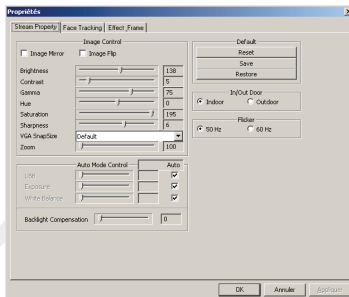 Propriétés
Stream Property Face Tracking Effect_Frame
Image Control
Image Mirror Image Flip
Brightness 138
Contrast 5
Gamma 75
Hue 0
Saturation 195
Sharpness 6
VGA SnapSize Default
Zoom 100
Auto Mode Control Auto
Exposure
White Balance
Backlight Compensation 0
Default
Reset
Save
Restore
In/Out Door
Indoor Outdoor
Flicker
50 Hz 60 Hz
OK Annuler Appliquer